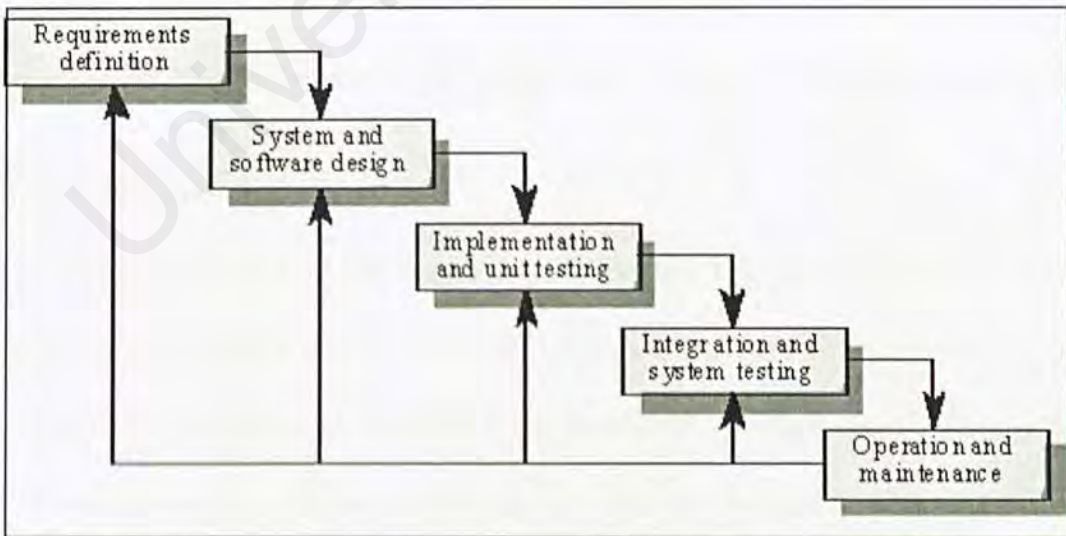 Requirements
definition
System and
software design
Implementation
and unit testing
Integration and
system testing
Operation and
maintenance